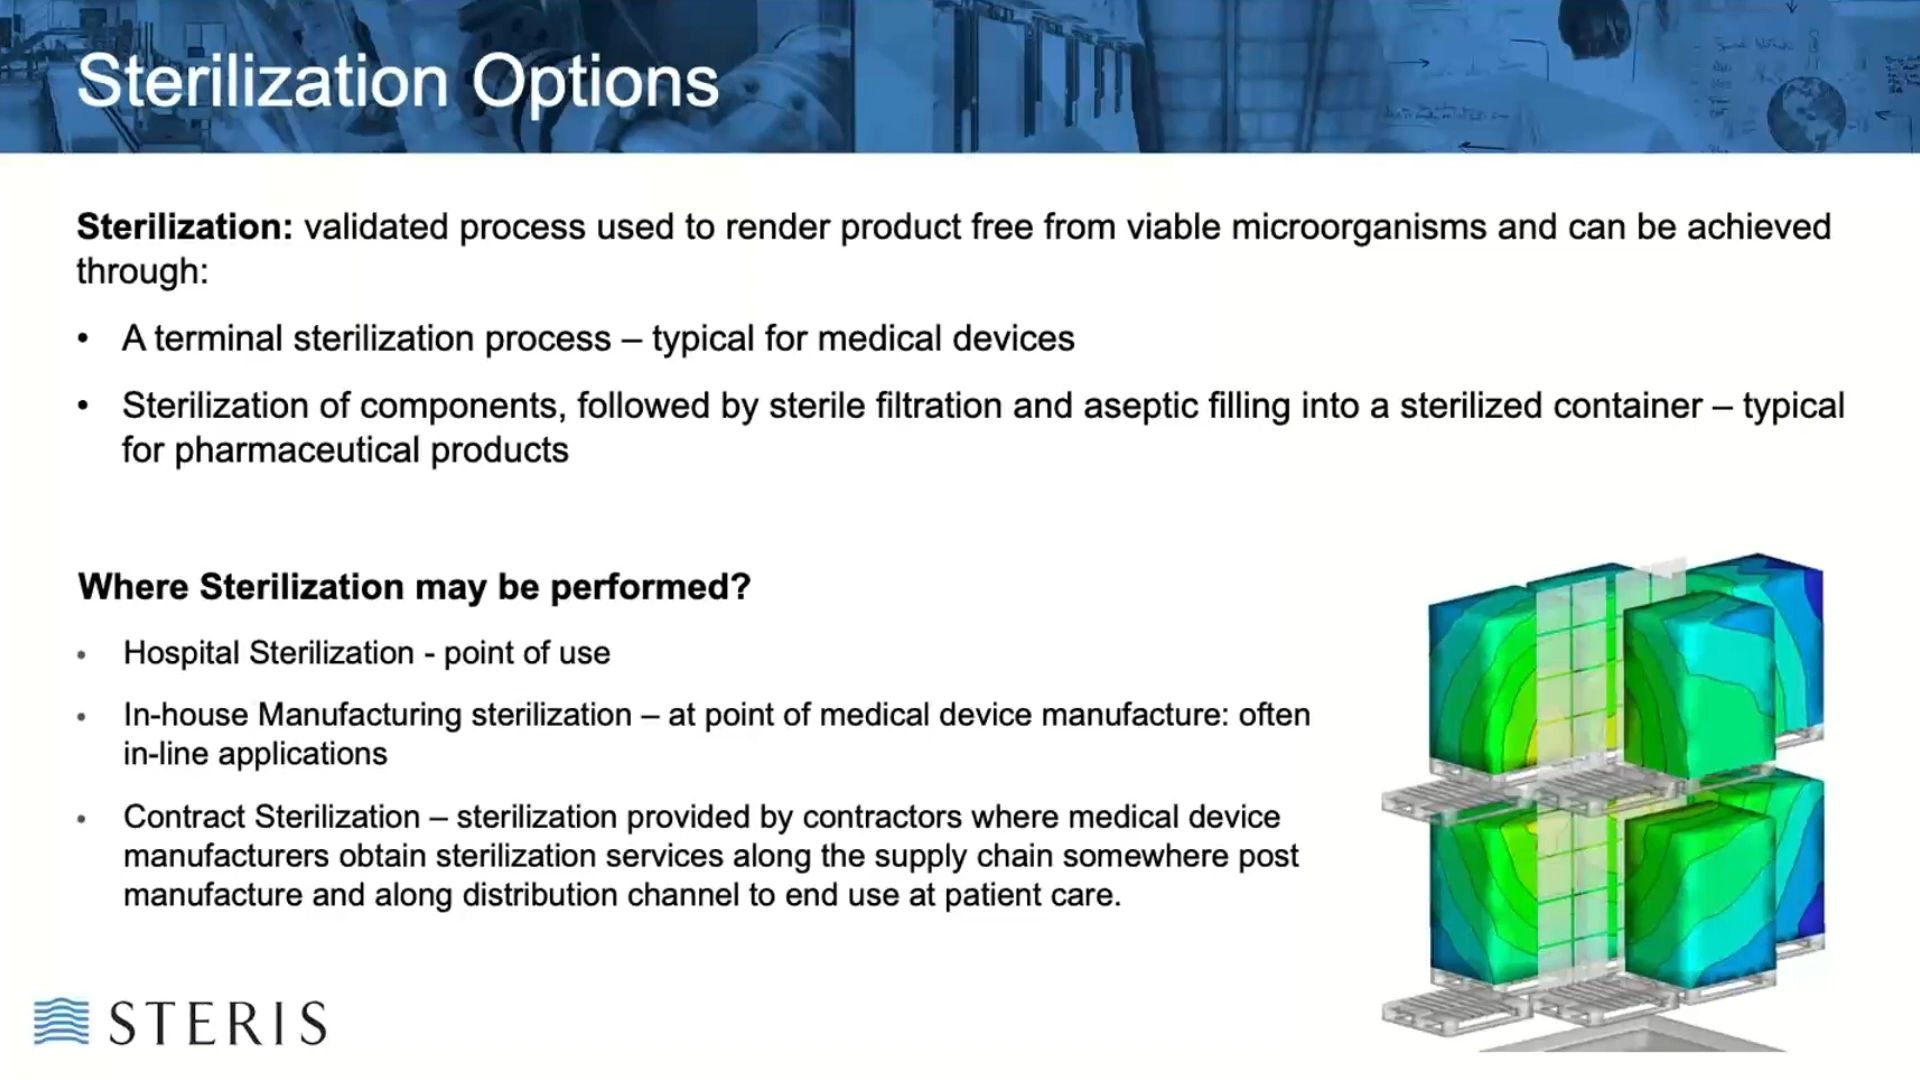 Sterilization Options
Sterilization: validated process used to render product free from viable microorganisms and can be achieved
through:
• A terminal sterilization process – typical for medical devices
• Sterilization of components, followed by sterile filtration and aseptic filling into a sterilized container – typical
for pharmaceutical products
Where Sterilization may be performed?
• Hospital Sterilization - point of use
• In-house Manufacturing sterilization – at point of medical device manufacture: often
in-line applications
• Contract Sterilization – sterilization provided by contractors where medical device
manufacturers obtain sterilization services along the supply chain somewhere post
manufacture and along distribution channel to end use at patient care.
STERIS